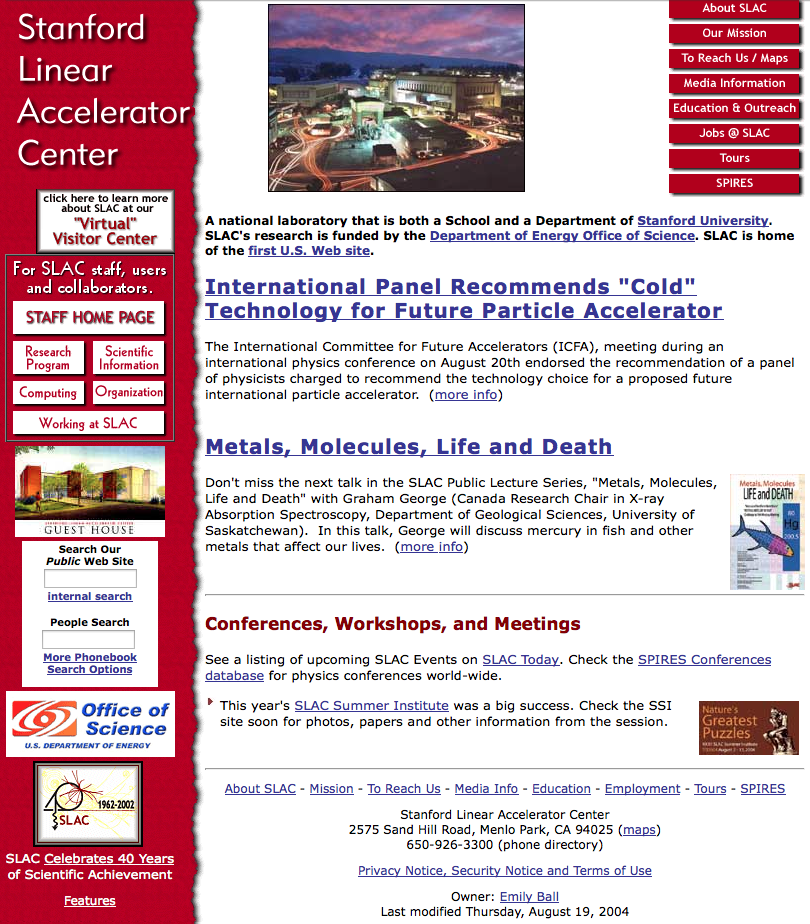 Stanford
Linear
Accelerator
Center
click here to learn more
about SLAC at our
"Virtual"
Visitor Center
For SLAC staff, users
and collaborators.
STAFF HOME PAGE
Research
Program
Scientific
Information
Computing
Organization
Working at SLAC
STANFORD LINEAR ACCELERATOR CENTER
GUEST HOUSE
Search Our
Public Web Site
internal search
People Search
More Phonebook
Search Options
Office of
Science
U.S. DEPARTMENT OF ENERGY
1962-2002
SLAC
SLAC Celebrates 40 Years
of Scientific Achievement
Features
About SLAC
Our Mission
To Reach Us / Maps
Media Information
Education & Outreach
Jobs @ SLAC
Tours
SPIRES
A national laboratory that is both a School and a Department of Stanford University.
SLAC's research is funded by the Department of Energy Office of Science. SLAC is home
of the first U.S. Web site.
International Panel Recommends "Cold"
Technology for Future Particle Accelerator
The International Committee for Future Accelerators (ICFA), meeting during an
international physics conference on August 20th endorsed the recommendation of a panel
of physicists charged to recommend the technology choice for a proposed future
international particle accelerator. (more info)
Metals, Molecules, Life and Death
Don't miss the next talk in the SLAC Public Lecture Series, "Metals, Molecules,
Life and Death" with Graham George (Canada Research Chair in X-ray
Absorption Spectroscopy, Department of Geological Sciences, University of
Saskatchewan). In this talk, George will discuss mercury in fish and other
metals that affect our lives. (more info)
Metals, Molecules
LIFE and DEATH
80
Hg
200.5
Conferences, Workshops, and Meetings
See a listing of upcoming SLAC Events on SLAC Today. Check the SPIRES Conferences
database for physics conferences world-wide.
This year's SLAC Summer Institute was a big success. Check the SSI
site soon for photos, papers and other information from the session.
Nature's
Greatest
Puzzles
About SLAC - Mission - To Reach Us - Media Info - Education - Employment - Tours - SPIRES
Stanford Linear Accelerator Center
2575 Sand Hill Road, Menlo Park, CA 94025 (maps)
650-926-3300 (phone directory)
Privacy Notice, Security Notice and Terms of Use
Owner: Emily Ball
Last modified Thursday, August 19, 2004